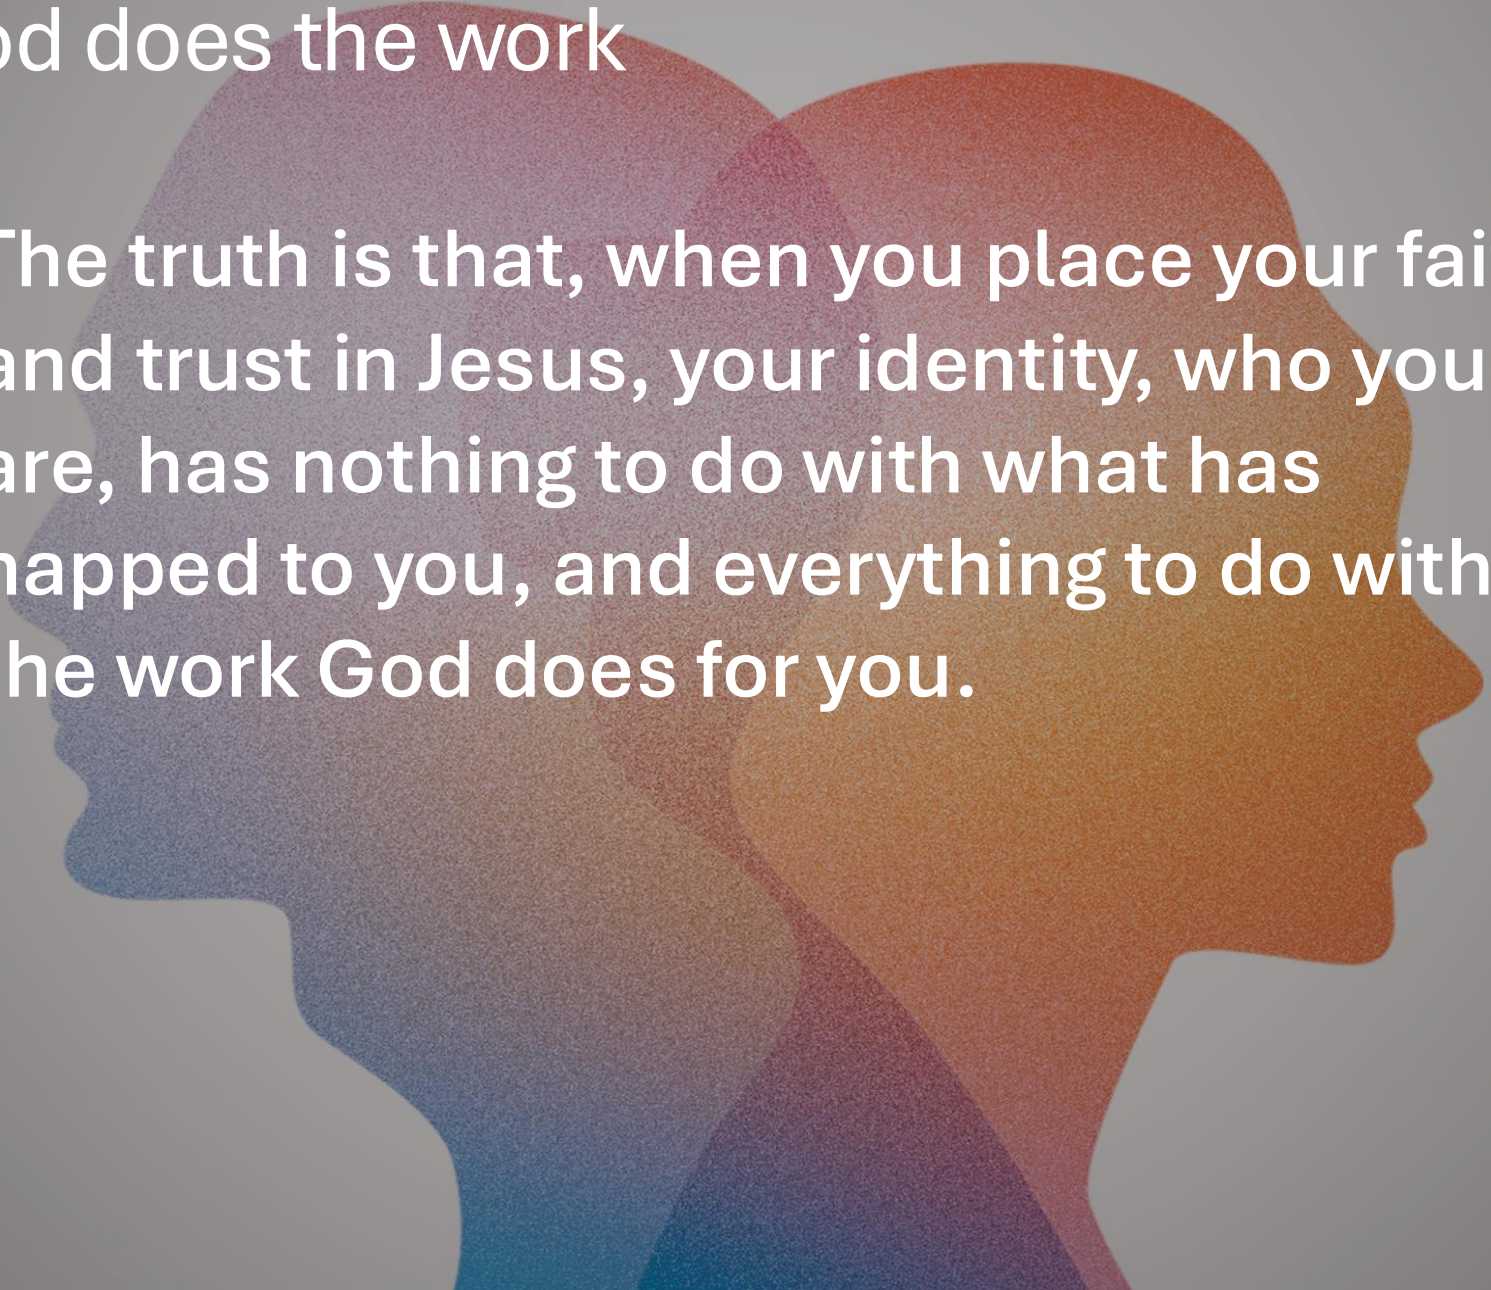 od does the work
The truth is that, when you place your fai
and trust in Jesus, your identity, who you
are, has nothing to do with what has
happed to you, and everything to do with
he work God does for you.